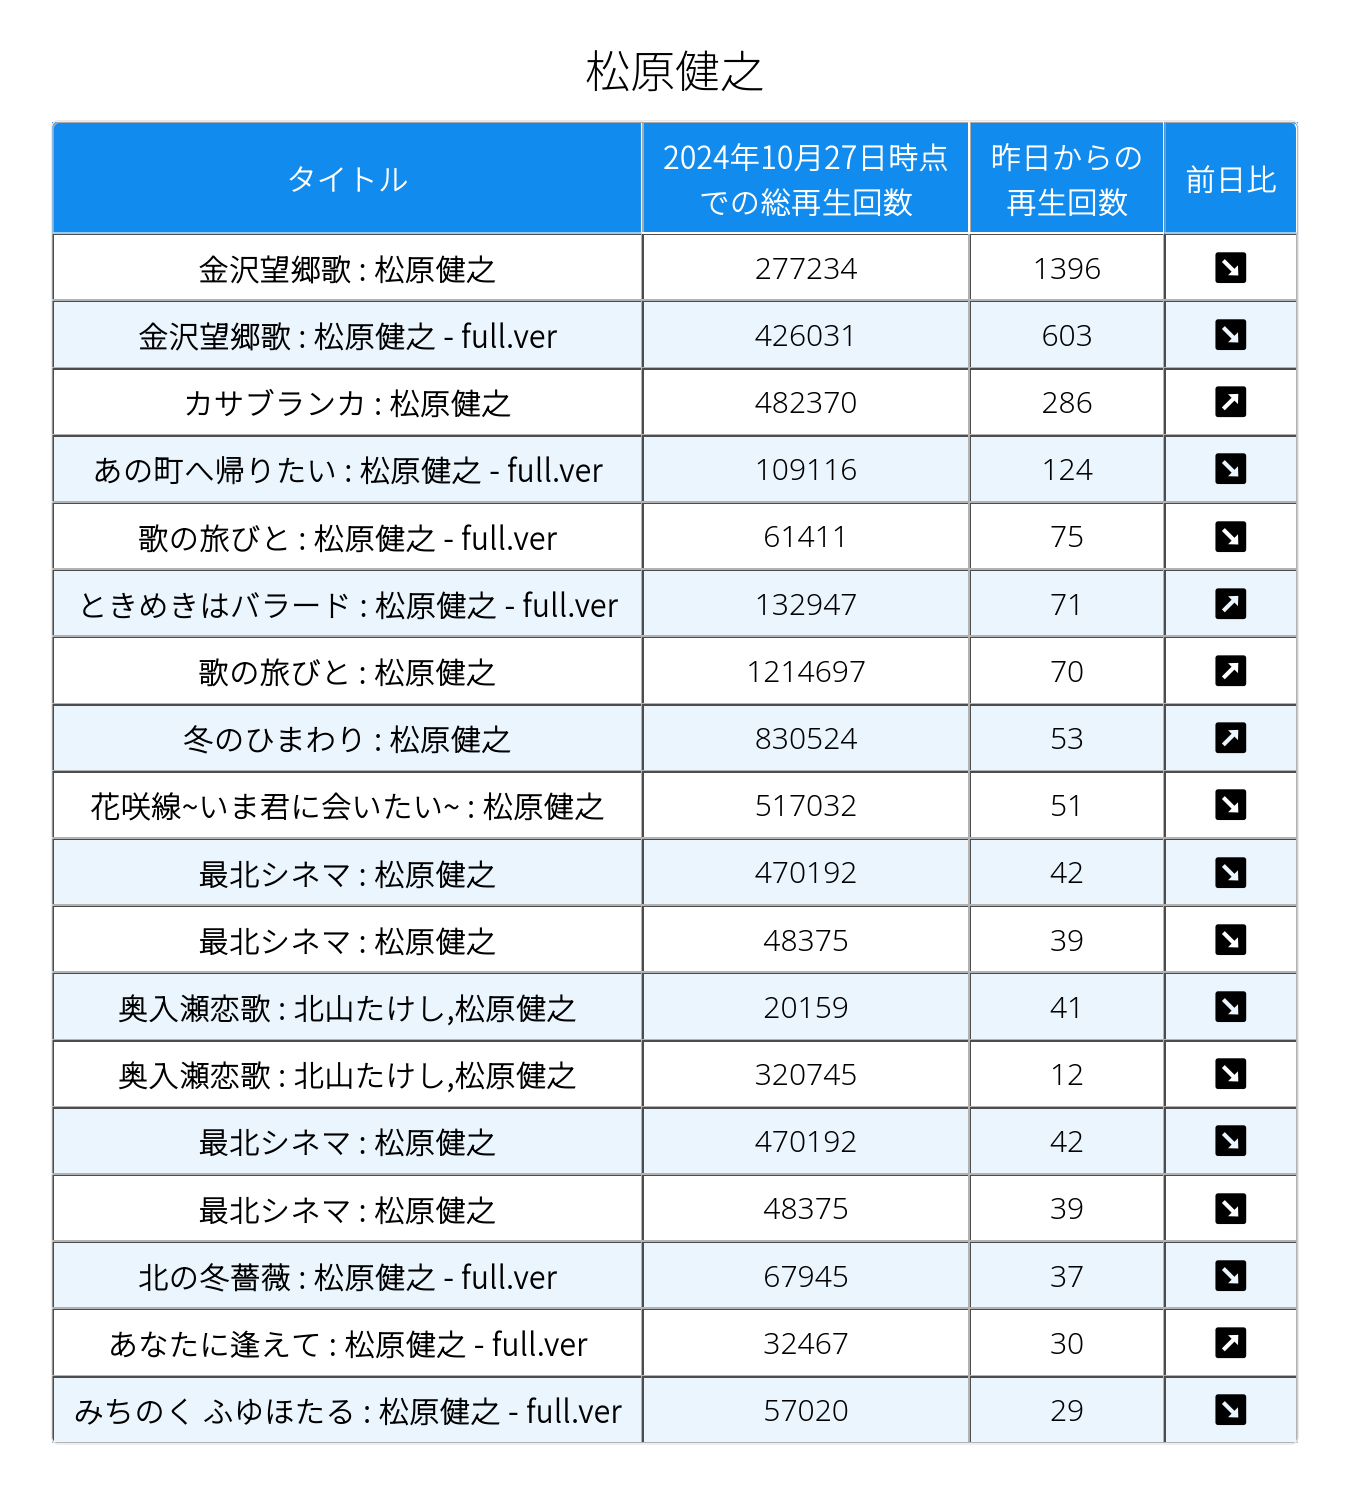 松原健之
タイトル 2024年10月27日時点での総再生回数 昨日からの再生回数 前日比
金沢望郷歌 : 松原健之 277234 1396 ↘
金沢望郷歌 : 松原健之 - full.ver 426031 603 ↘
カサブランカ : 松原健之 482370 286 ↗
あの町へ帰りたい : 松原健之 - full.ver 109116 124 ↘
歌の旅びと : 松原健之 - full.ver 61411 75 ↘
ときめきはバラード : 松原健之 - full.ver 132947 71 ↗
歌の旅びと : 松原健之 1214697 70 ↗
冬のひまわり : 松原健之 830524 53 ↗
花咲線~いま君に会いたい~ : 松原健之 517032 51 ↘
最北シネマ : 松原健之 470192 42 ↘
最北シネマ : 松原健之 48375 39 ↘
奥入瀬恋歌 : 北山たけし,松原健之 20159 41 ↘
奥入瀬恋歌 : 北山たけし,松原健之 320745 12 ↘
最北シネマ : 松原健之 470192 42 ↘
最北シネマ : 松原健之 48375 39 ↘
北の冬薔薇 : 松原健之 - full.ver 67945 37 ↘
あなたに逢えて : 松原健之 - full.ver 32467 30 ↗
みちのく ふゆほたる : 松原健之 - full.ver 57020 29 ↘